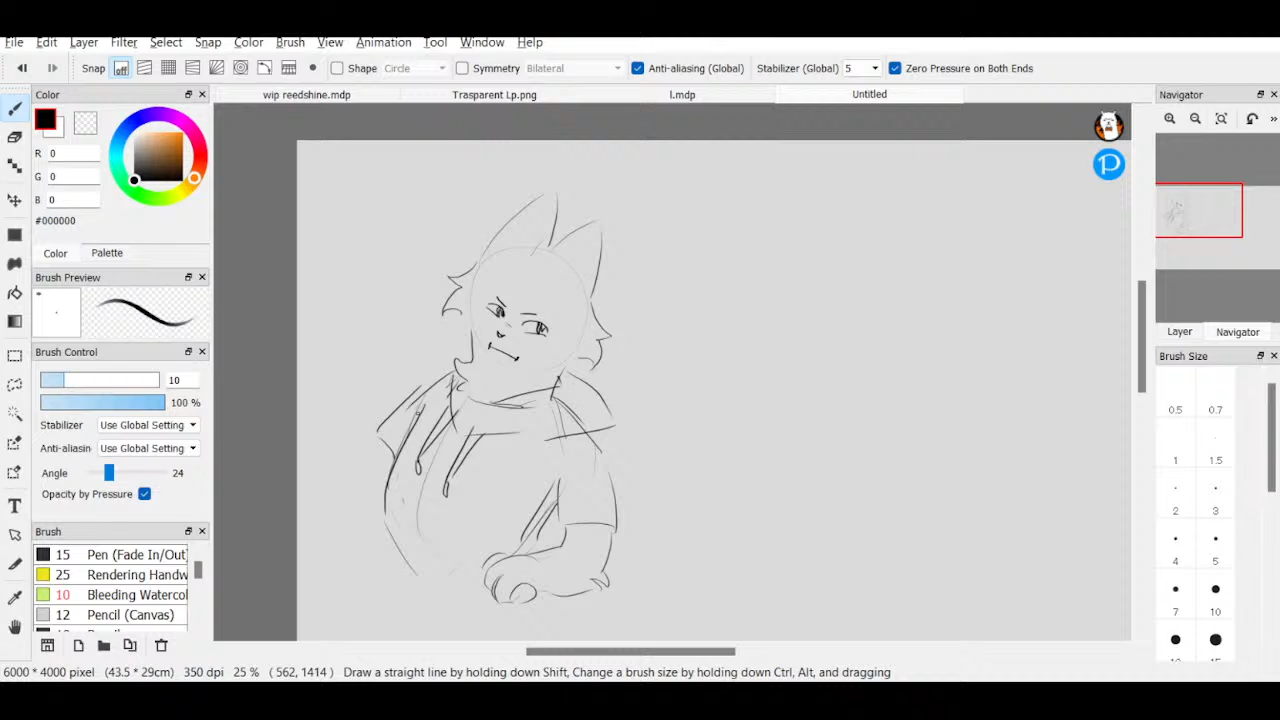 File Edit Layer Filter Select Snap Color Brush View Animation Tool Window Help
Snap off Shape Circle Symmetry Bilateral Anti-aliasing (Global) Stabilizer (Global) 5 Zero Pressure on Both Ends
Color
wip reedshine.mdp Trasparent Lp.png l.mdp Untitled
Navigator
R 0
G 0
B 0
#000000
Color Palette
Brush Preview
Brush Control
10
100 %
Stabilizer Use Global Setting
Anti-aliasin Use Global Setting
Angle 24
Opacity by Pressure
Brush
15 Pen (Fade In/Out)
25 Rendering Handw
10 Bleeding Watercol
12 Pencil (Canvas)
Layer Navigator
Brush Size
0.5 0.7
1 1.5
2 3
4 5
7 10
6000 * 4000 pixel (43.5 * 29cm) 350 dpi 25 % ( 562, 1414 ) Draw a straight line by holding down Shift, Change a brush size by holding down Ctrl, Alt, and dragging